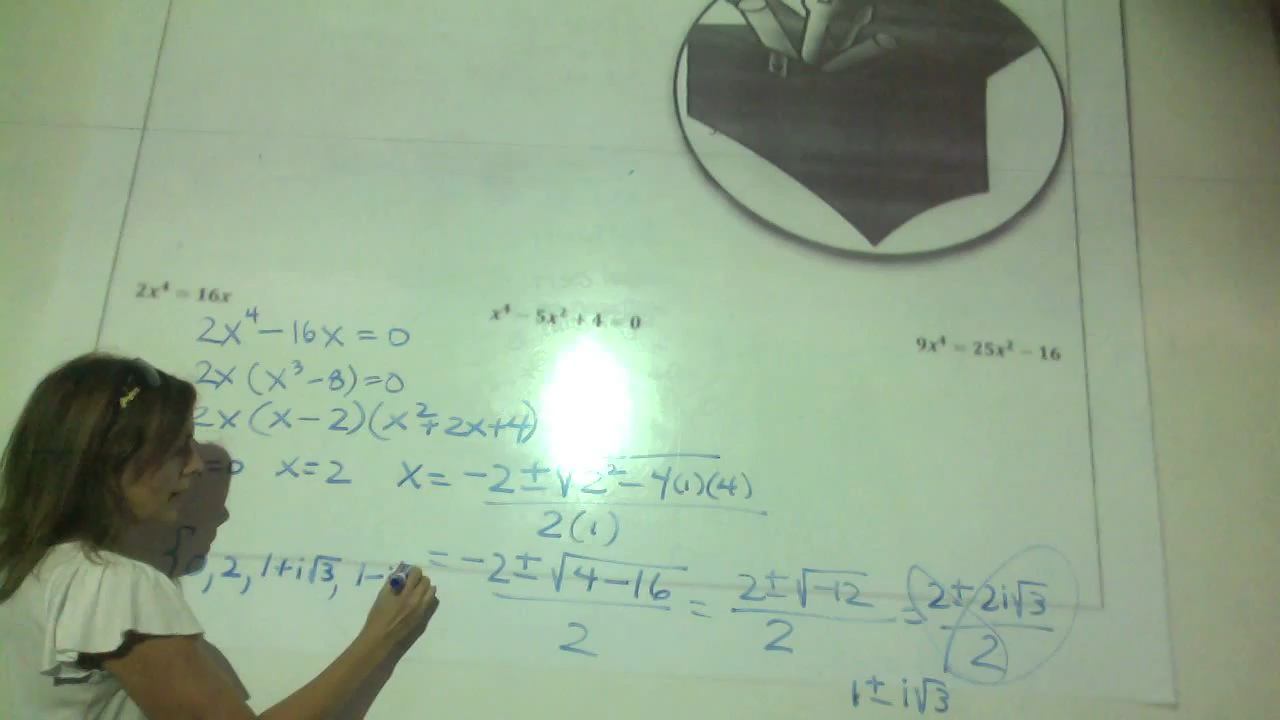 2x⁴ = 16x
2x⁴ - 16x = 0
2x (x³ - 8) = 0
2x (x - 2)(x² + 2x + 4)
=0 x = 2 x = -2 ± √2² - 4(1)(4)
2(1)
{0, 2, 1+i√3, 1-i
= -2 ± √4-16 / 2 = 2 ± √-12 / 2 = 2 ± 2i√3 / 2
1 ± i√3
x⁴ - 5x² + 4 = 0
9x⁴ = 25x² - 16